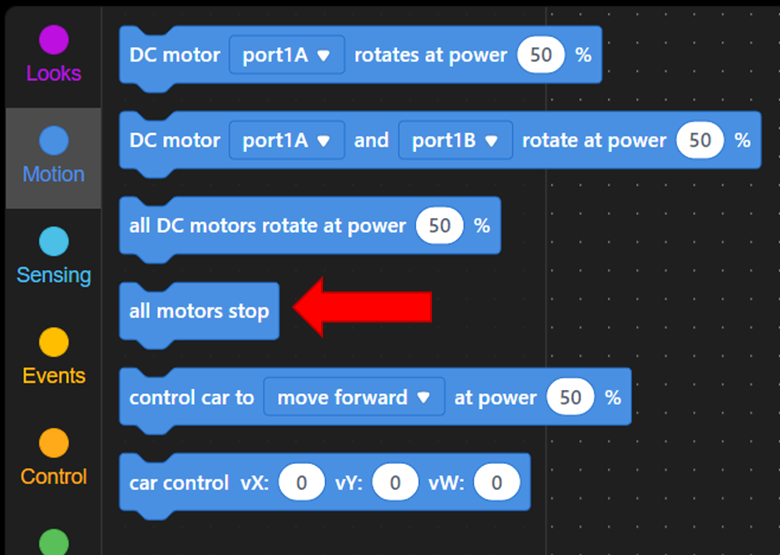 Looks
Motion
Sensing
Events
Control
DC motor port1A rotates at power 50 %
DC motor port1A and port1B rotate at power 50 %
all DC motors rotate at power 50 %
all motors stop
control car to move forward at power 50 %
car control vX: 0 vY: 0 vW: 0